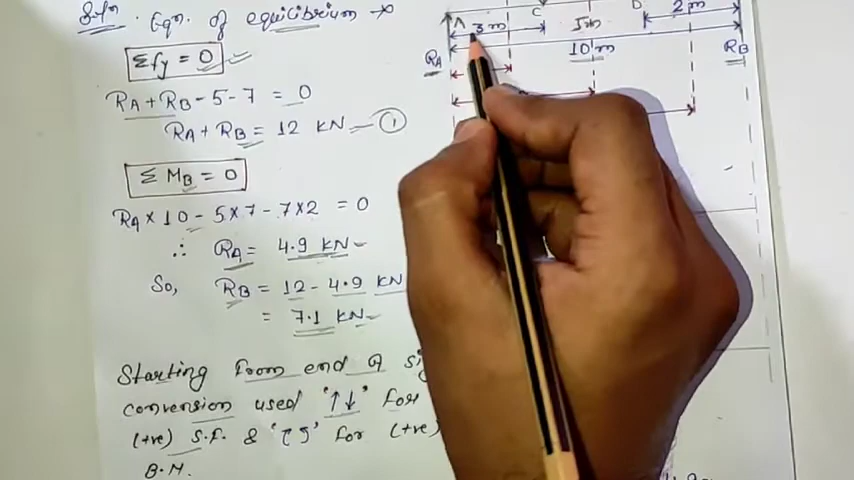 Sol^n. Eqn. of equilibrium →
Σfy = 0
RA + RB - 5 - 7 = 0
RA + RB = 12 KN — ①
Σ MB = 0
RA × 10 - 5×7 - 7×2 = 0
∴ RA = 4.9 KN
So, RB = 12 - 4.9 KN
= 7.1 KN
Starting from end A
convension used '↑↓' for
(+ve) S.F. & for (+ve)
B.M.
A C D 2m
3m 5m
10m
RA RB